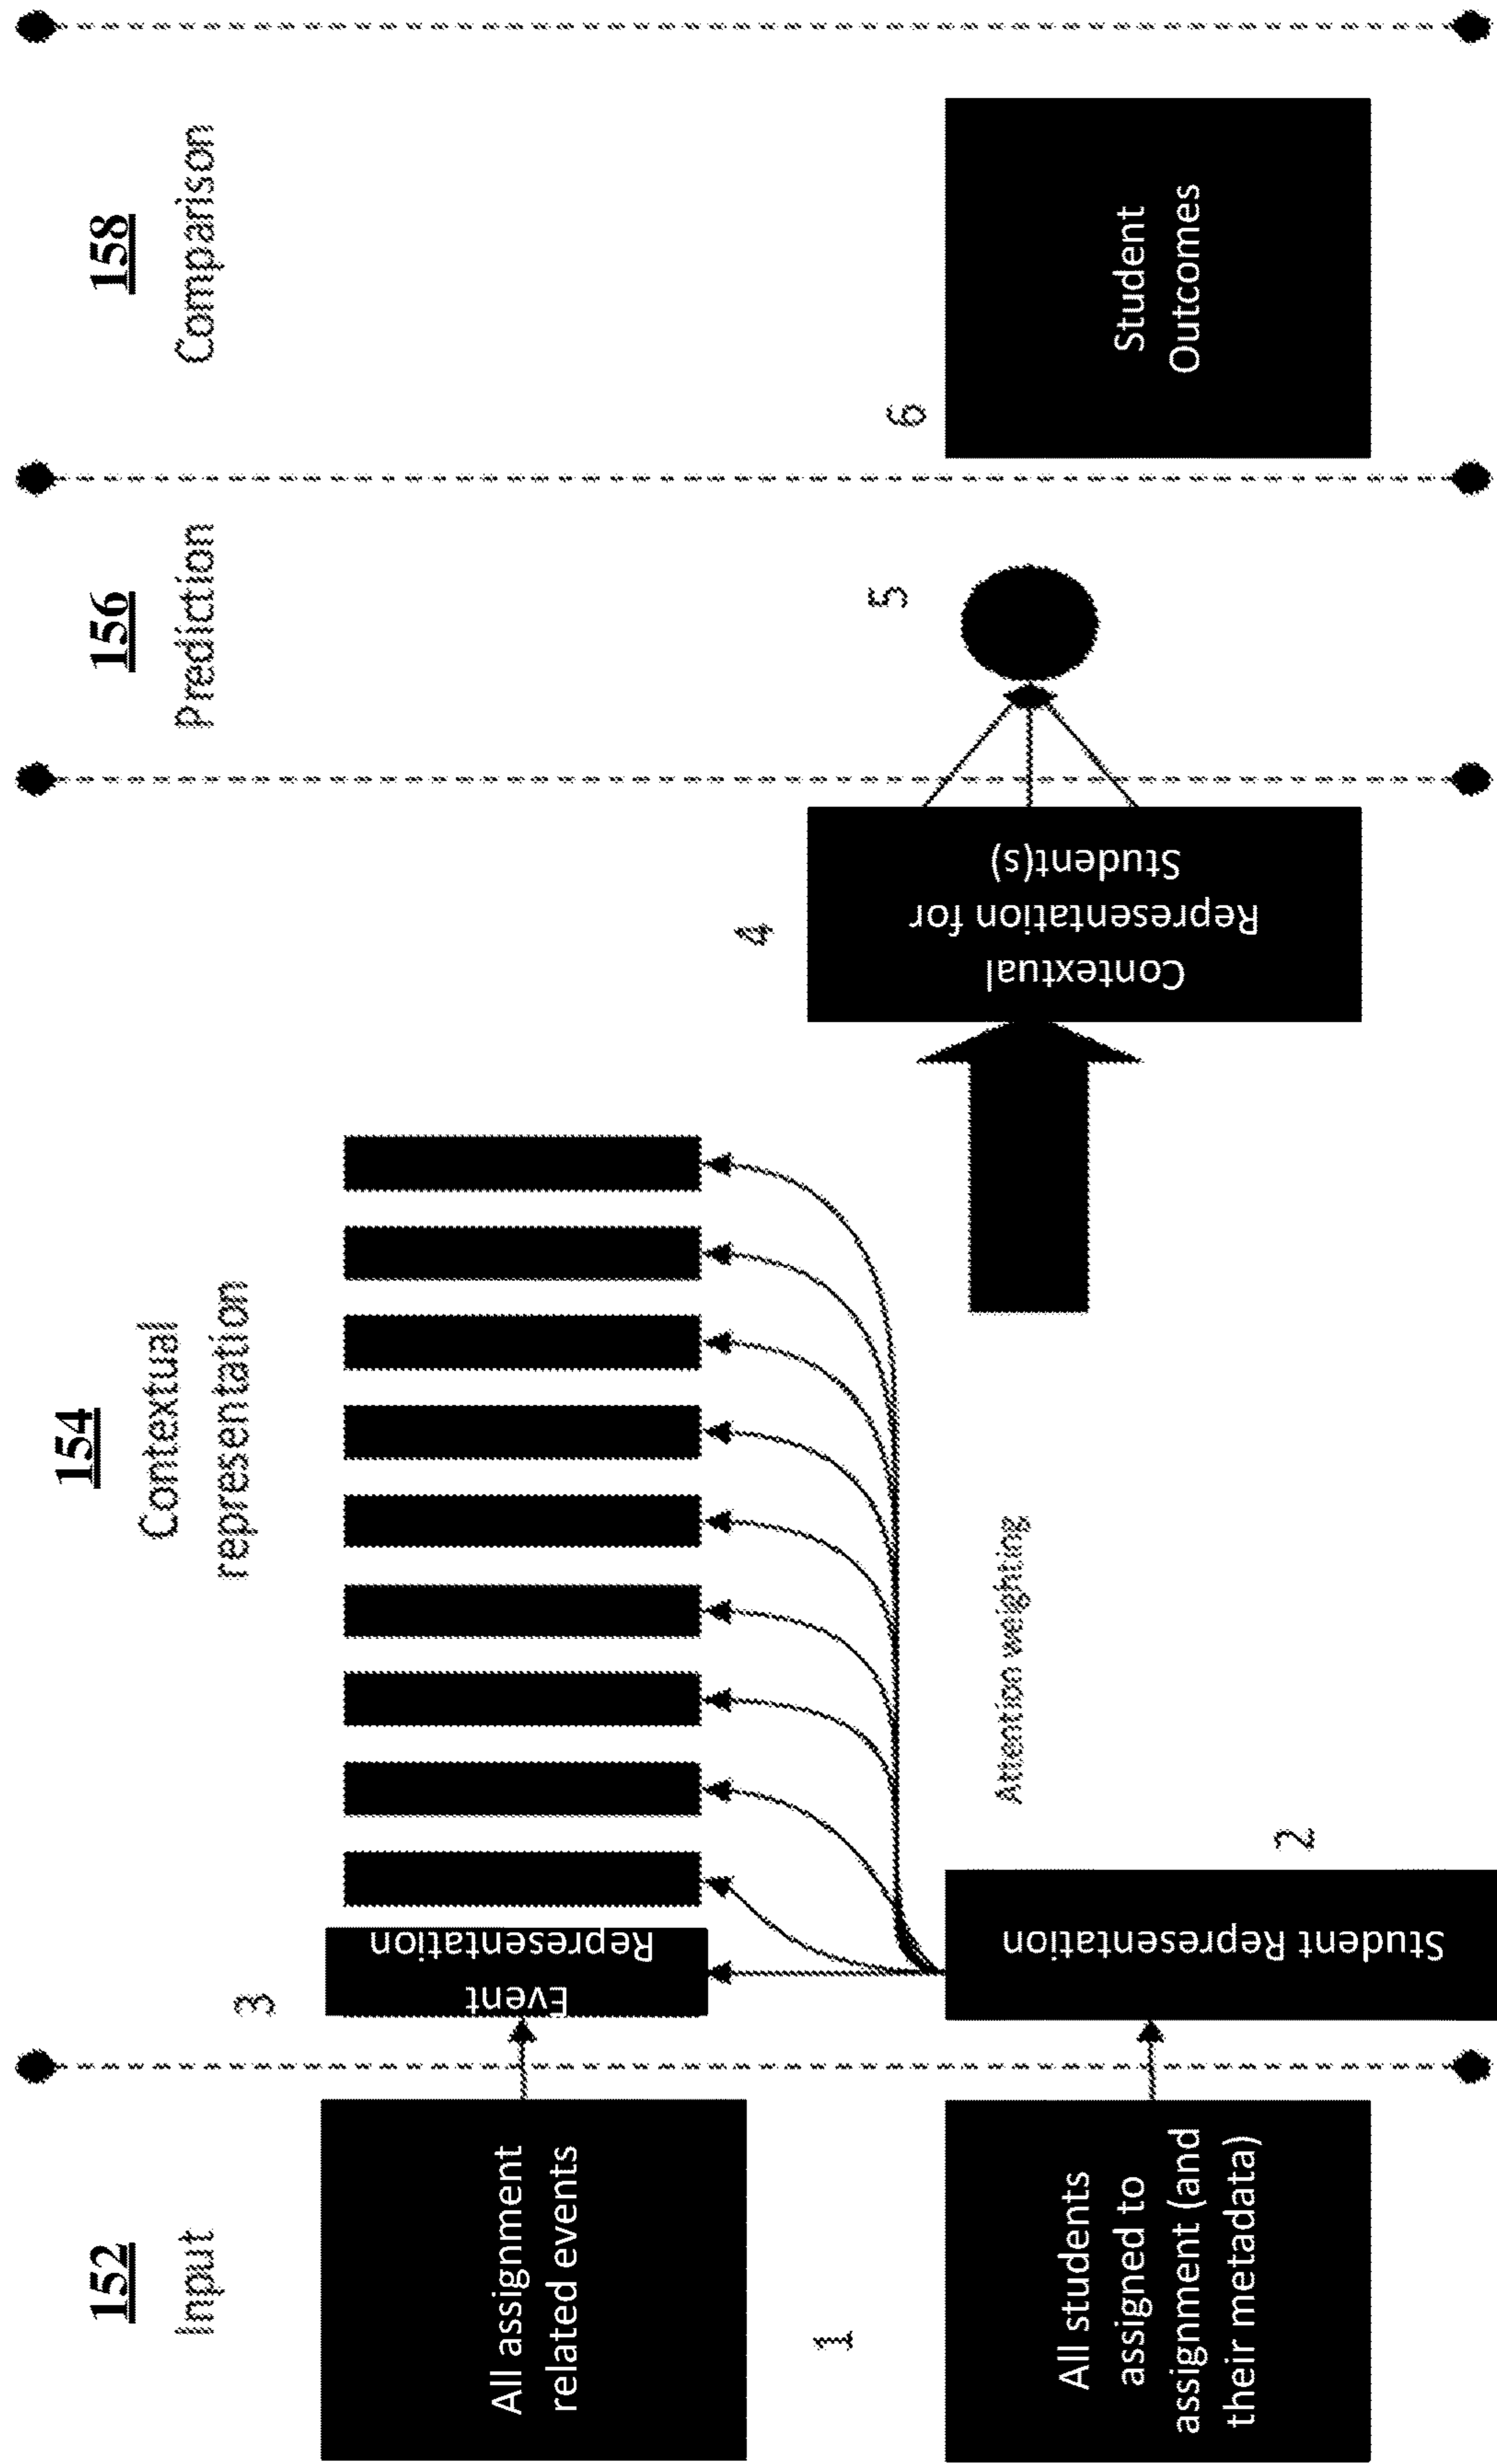 152
Input
154
Contextual
representation
156
Prediction
158
Comparison
All assignment
related events
1
All students
assigned to
assignment (and
their metadata)
3
Event
Representation
2
Student Representation
Attention weighting
4
Contextual
Representation for
Student(s)
5
6
Student
Outcomes